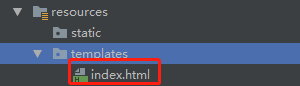 resources
static
templates
index.html